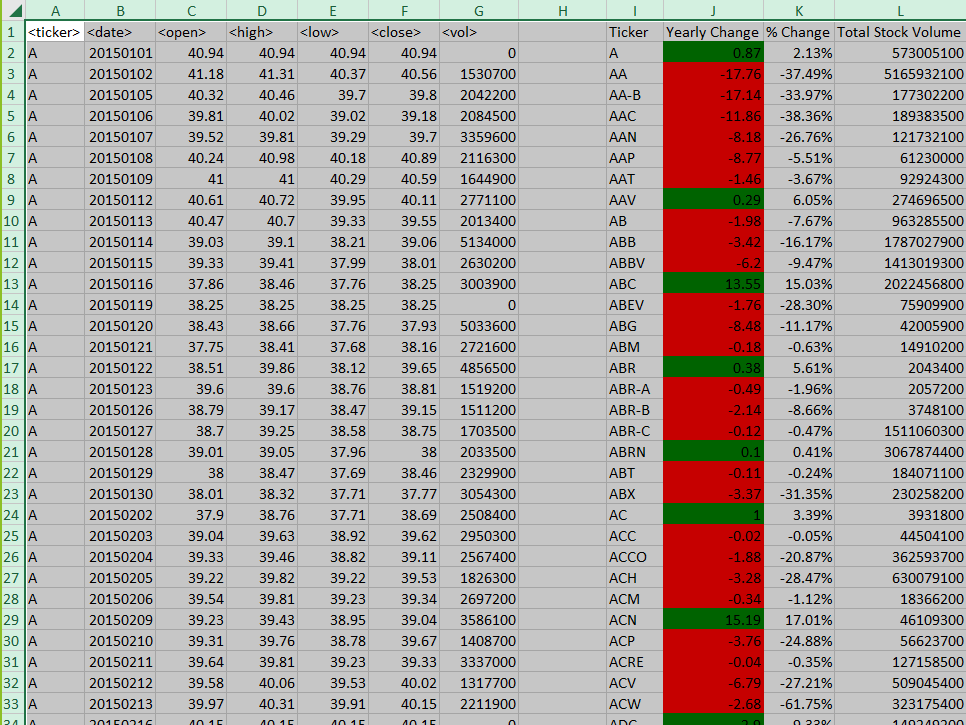 A B C D E F G H I J K L
1 <ticker> <date> <open> <high> <low> <close> <vol> Ticker Yearly Change % Change Total Stock Volume
2 A 20150101 40.94 40.94 40.94 40.94 0 A 0.87 2.13% 573005100
3 A 20150102 41.18 41.31 40.37 40.56 1530700 AA -17.76 -37.49% 5165932100
4 A 20150105 40.32 40.46 39.7 39.8 2042200 AA-B -17.14 -33.97% 177302200
5 A 20150106 39.81 40.02 39.02 39.18 2084500 AAC -11.86 -38.36% 189383500
6 A 20150107 39.52 39.81 39.29 39.7 3359600 AAN -8.18 -26.76% 121732100
7 A 20150108 40.24 40.98 40.18 40.89 2116300 AAP -8.77 -5.51% 61230000
8 A 20150109 41 41 40.29 40.59 1644900 AAT -1.46 -3.67% 92924300
9 A 20150112 40.61 40.72 39.95 40.11 2771100 AAV 0.29 6.05% 274696500
10 A 20150113 40.47 40.7 39.33 39.55 2013400 AB -1.98 -7.67% 963285500
11 A 20150114 39.03 39.1 38.21 39.06 5134000 ABB -3.42 -16.17% 1787027900
12 A 20150115 39.33 39.41 37.99 38.01 2630200 ABBV -6.2 -9.47% 1413019300
13 A 20150116 37.86 38.46 37.76 38.25 3003900 ABC 13.55 15.03% 2022456800
14 A 20150119 38.25 38.25 38.25 38.25 0 ABEV -1.76 -28.30% 75909900
15 A 20150120 38.43 38.66 37.76 37.93 5033600 ABG -8.48 -11.17% 42005900
16 A 20150121 37.75 38.41 37.68 38.16 2721600 ABM -0.18 -0.63% 14910200
17 A 20150122 38.51 39.86 38.12 39.65 4856500 ABR 0.38 5.61% 2043400
18 A 20150123 39.6 39.6 38.76 38.81 1519200 ABR-A -0.49 -1.96% 2057200
19 A 20150126 38.79 39.17 38.47 39.15 1511200 ABR-B -2.14 -8.66% 3748100
20 A 20150127 38.7 39.25 38.58 38.75 1703500 ABR-C -0.12 -0.47% 1511060300
21 A 20150128 39.01 39.05 37.96 38 2033500 ABRN 0.1 0.41% 3067874400
22 A 20150129 38 38.47 37.69 38.46 2329900 ABT -0.11 -0.24% 184071100
23 A 20150130 38.01 38.32 37.71 37.77 3054300 ABX -3.37 -31.35% 230258200
24 A 20150202 37.9 38.76 37.71 38.69 2508400 AC 1 3.39% 3931800
25 A 20150203 39.04 39.63 38.92 39.62 2950300 ACC -0.02 -0.05% 44504100
26 A 20150204 39.33 39.46 38.82 39.11 2567400 ACCO -1.88 -20.87% 362593700
27 A 20150205 39.22 39.82 39.22 39.53 1826300 ACH -3.28 -28.47% 630079100
28 A 20150206 39.54 39.81 39.23 39.34 2697200 ACM -0.34 -1.12% 18366200
29 A 20150209 39.23 39.43 38.95 39.04 3586100 ACN 15.19 17.01% 46109300
30 A 20150210 39.31 39.76 38.78 39.67 1408700 ACP -3.76 -24.88% 56623700
31 A 20150211 39.64 39.81 39.23 39.33 3337000 ACRE -0.04 -0.35% 127158500
32 A 20150212 39.58 40.06 39.53 40.02 1317700 ACV -6.79 -27.21% 509045400
33 A 20150213 39.97 40.31 39.91 40.15 2211900 ACW -2.68 -61.75% 323175400